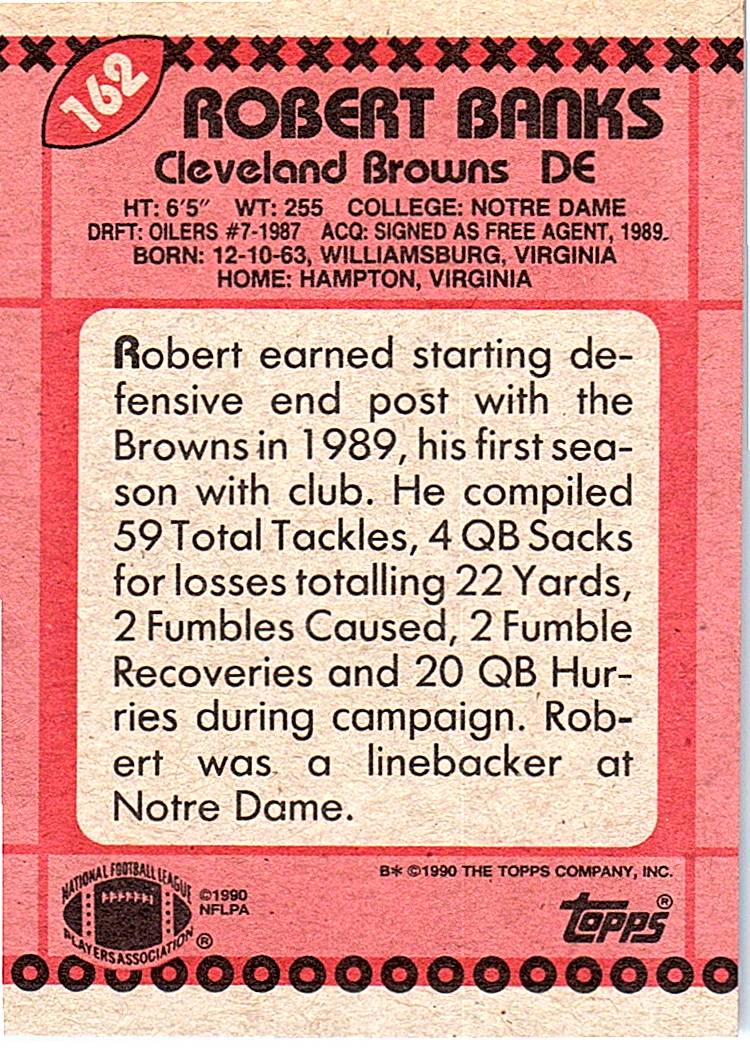 162
ROBERT BANKS
Cleveland Browns DE
HT: 6'5" WT: 255 COLLEGE: NOTRE DAME
DRFT: OILERS #7-1987 ACQ: SIGNED AS FREE AGENT, 1989.
BORN: 12-10-63, WILLIAMSBURG, VIRGINIA
HOME: HAMPTON, VIRGINIA
Robert earned starting de-
fensive end post with the
Browns in 1989, his first sea-
son with club. He compiled
59 Total Tackles, 4 QB Sacks
for losses totalling 22 Yards,
2 Fumbles Caused, 2 Fumble
Recoveries and 20 QB Hur-
ries during campaign. Rob-
ert was a linebacker at
Notre Dame.
B* ©1990 THE TOPPS COMPANY, INC.
NATIONAL FOOTBALL LEAGUE
PLAYERS ASSOCIATION ®
©1990
NFLPA
topps®